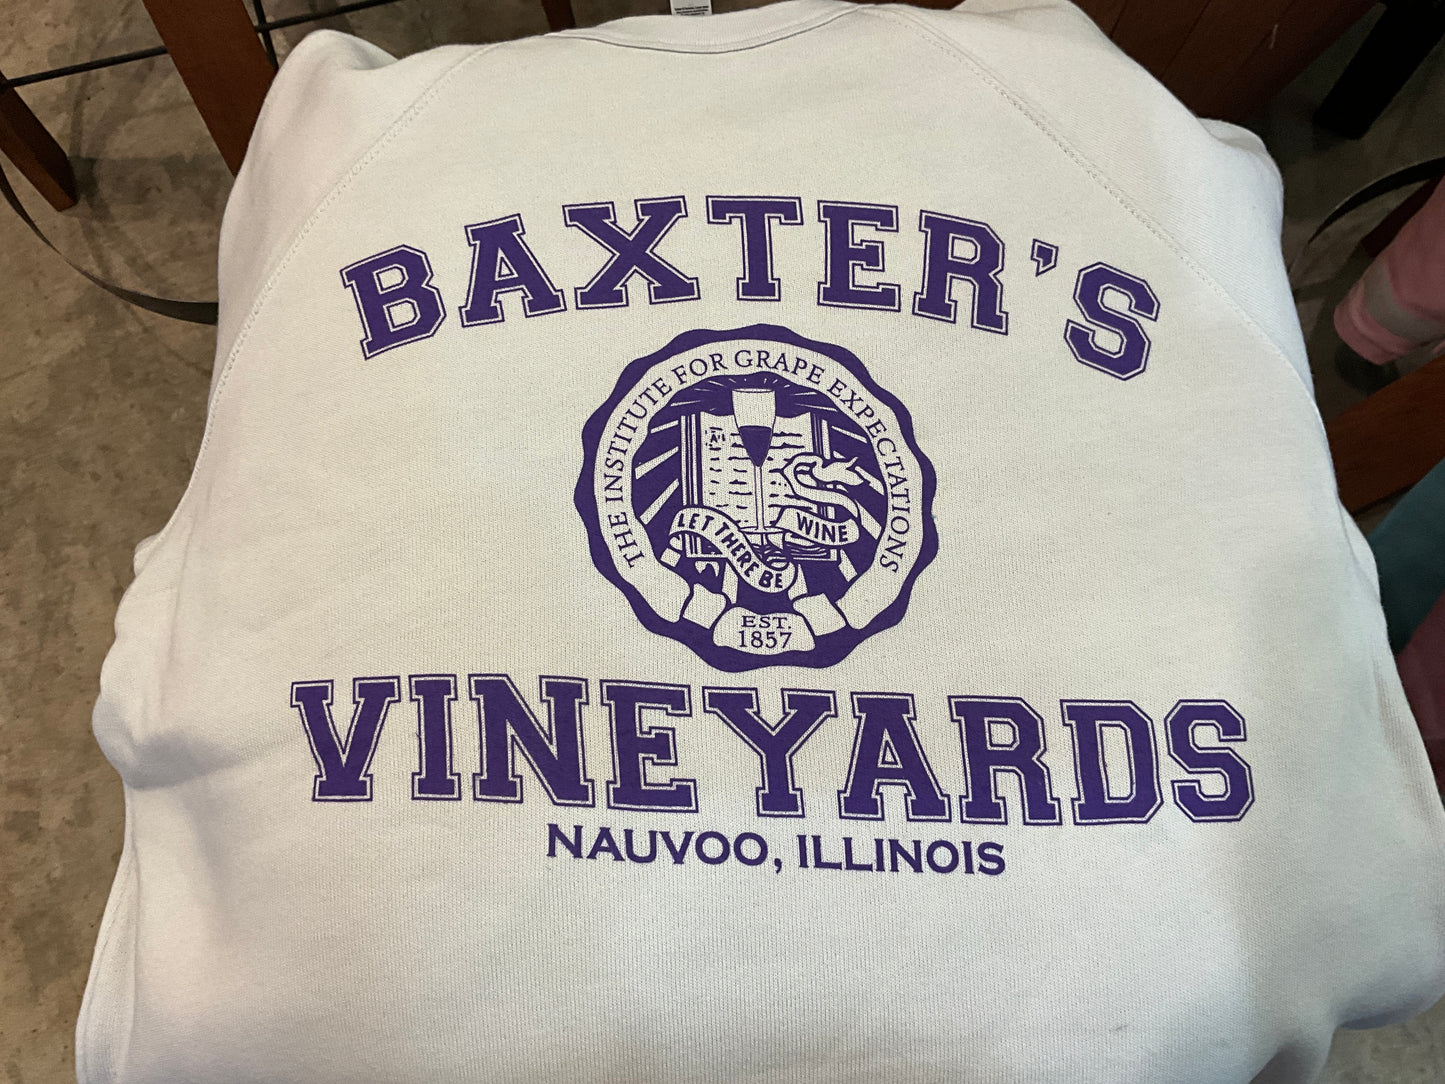 BAXTER'S
THE INSTITUTE FOR GRAPE EXPECTATIONS
LET THERE BE
WINE
EST.
1857
VINEYARDS
NAUVOO, ILLINOIS